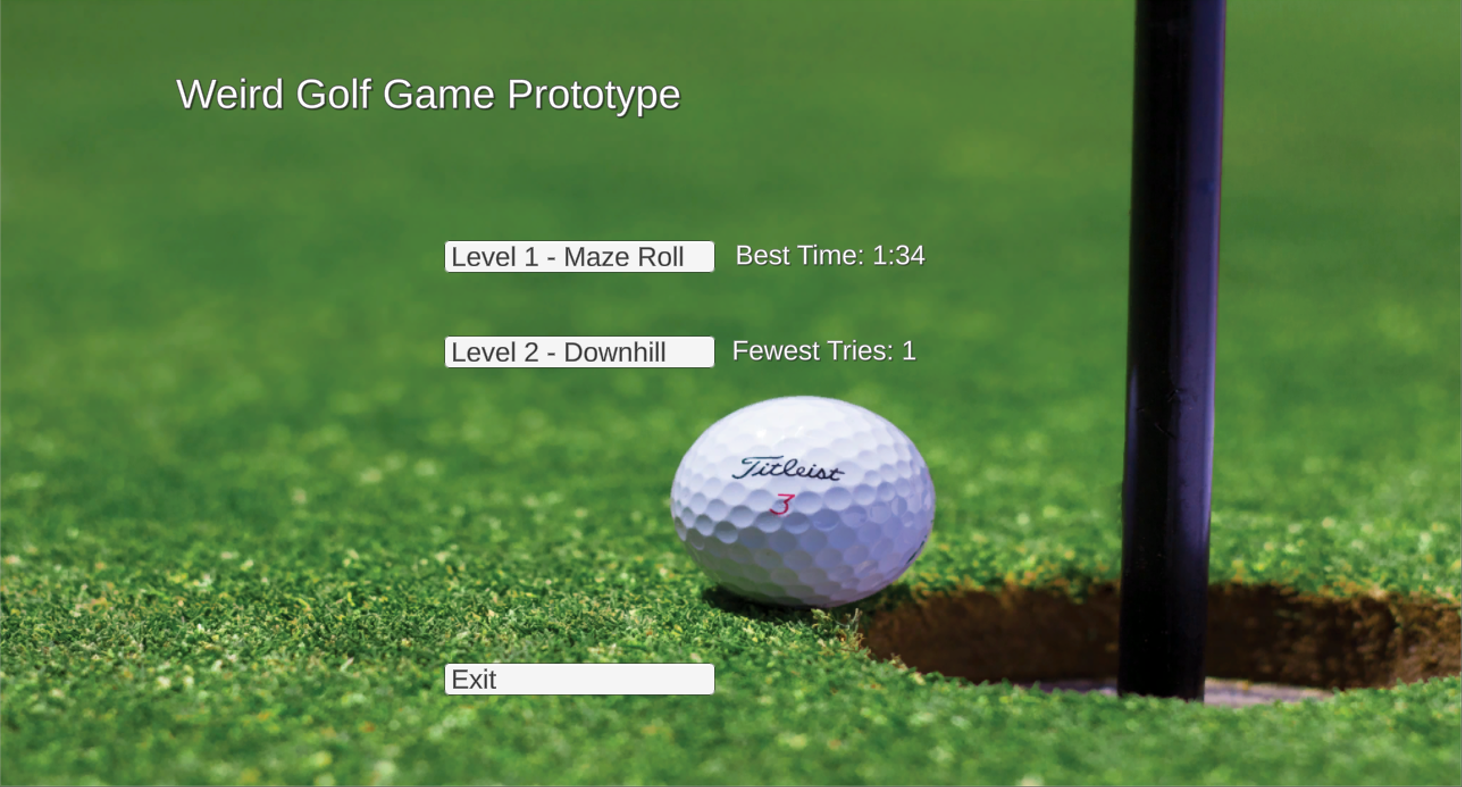 Weird Golf Game Prototype
Level 1 - Maze Roll
Best Time: 1:34
Level 2 - Downhill
Fewest Tries: 1
Titleist
3
Exit